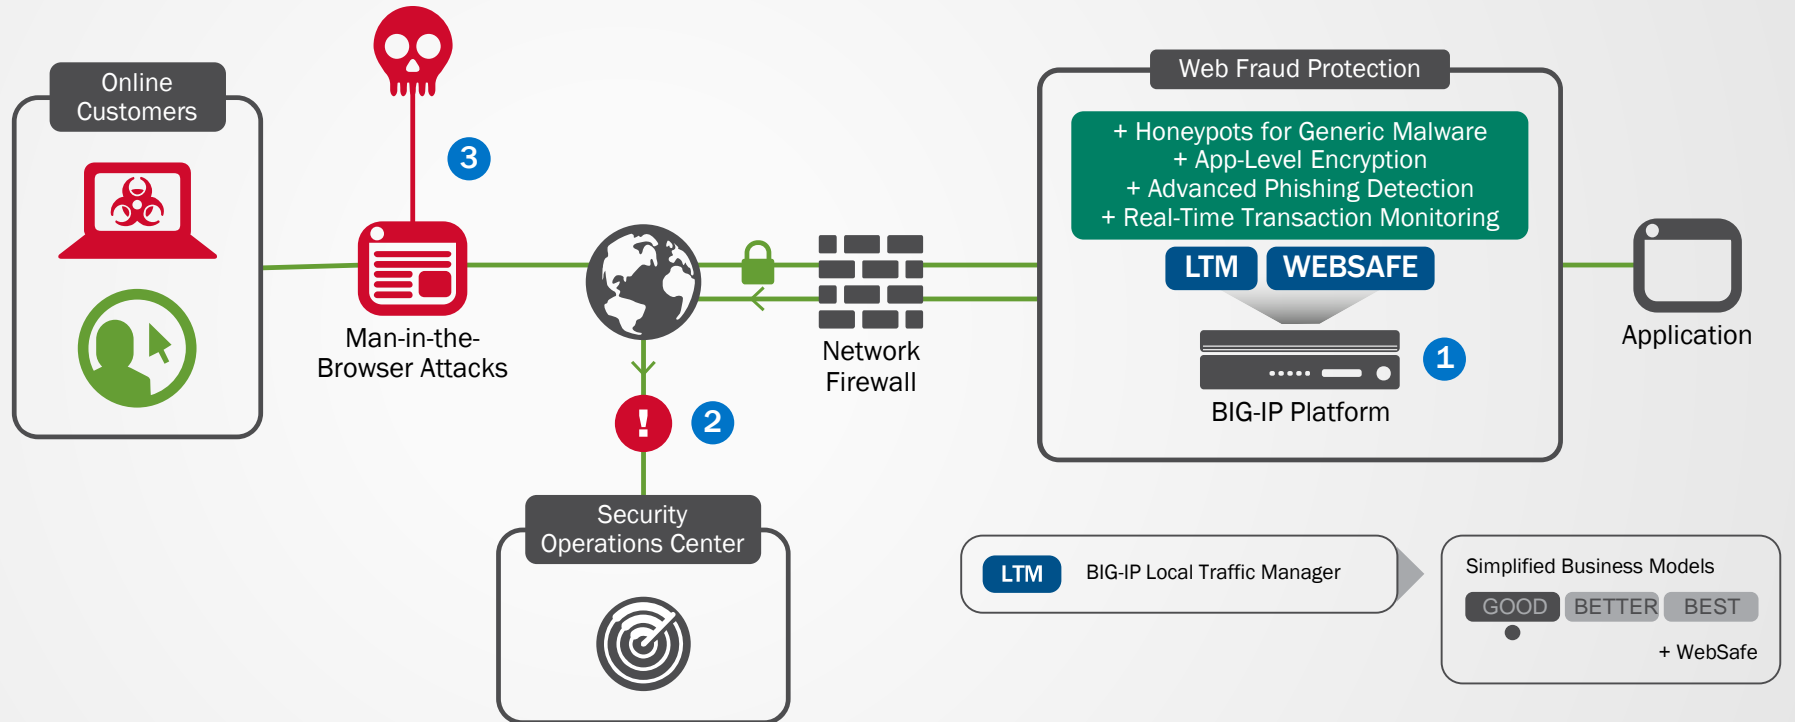 Online
Customers
3
Man-in-the-
Browser Attacks
!
2
Security
Operations Center
Network
Firewall
Web Fraud Protection
+ Honeypots for Generic Malware
+ App-Level Encryption
+ Advanced Phishing Detection
+ Real-Time Transaction Monitoring
LTM WEBSAFE
1
BIG-IP Platform
Application
LTM BIG-IP Local Traffic Manager
Simplified Business Models
GOOD BETTER BEST
+ WebSafe